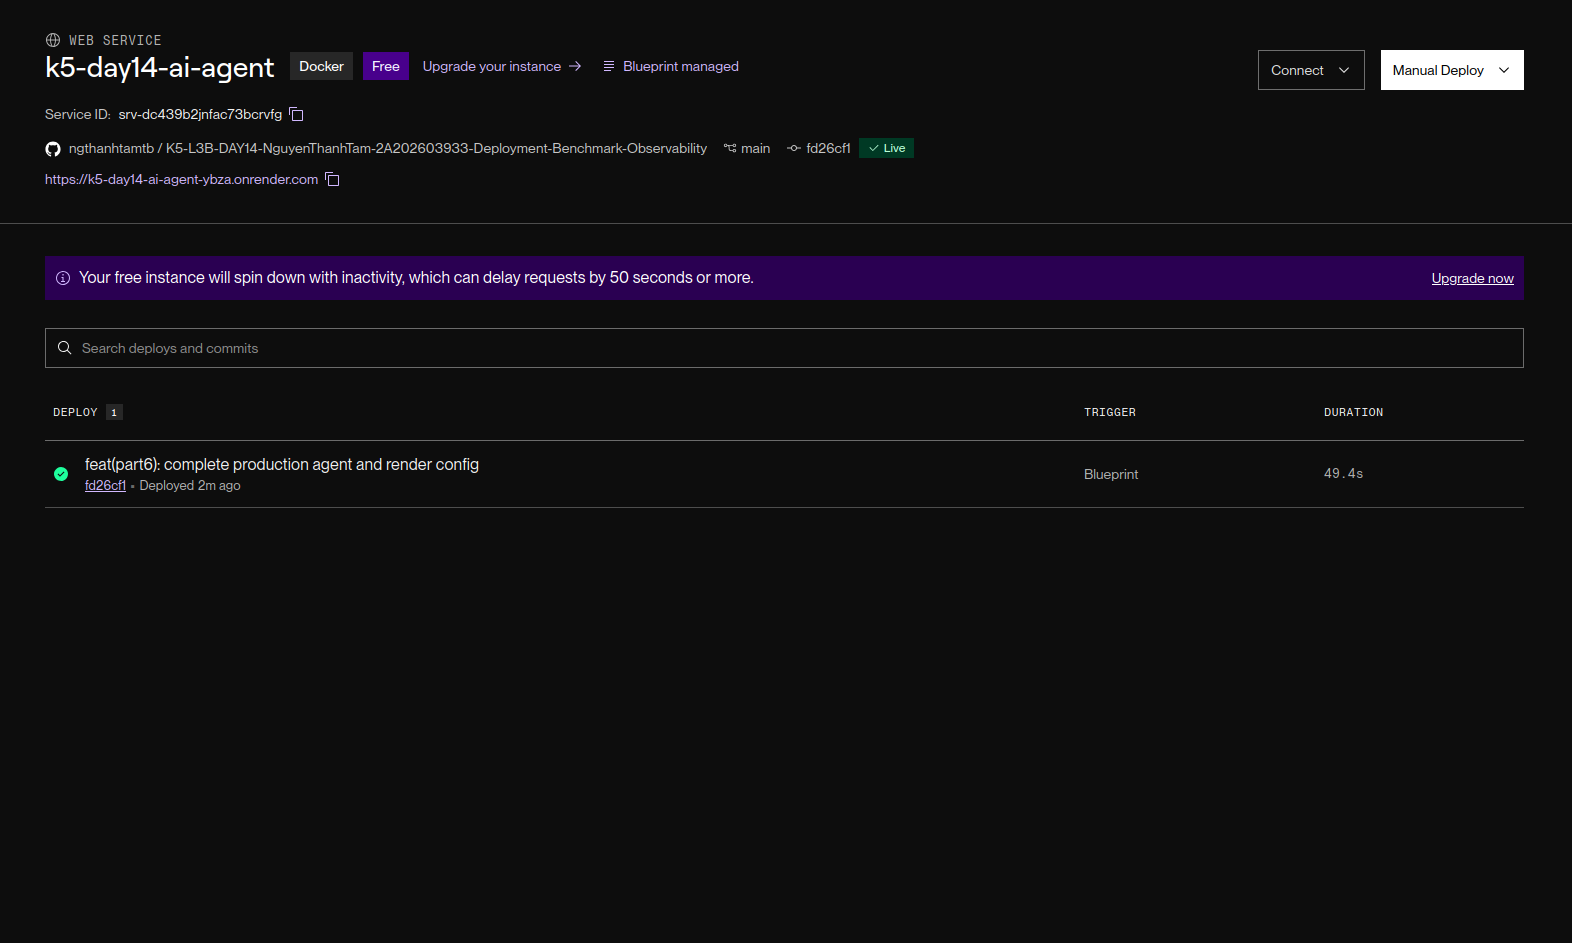 WEB SERVICE
k5-day14-ai-agent Docker Free Upgrade your instance → Blueprint managed
Connect Manual Deploy
Service ID: srv-dc439b2jnfac73bcrvfg
ngthanhtamtb / K5-L3B-DAY14-NguyenThanhTam-2A202603933-Deployment-Benchmark-Observability main fd26cf1 Live
https://k5-day14-ai-agent-ybza.onrender.com
Your free instance will spin down with inactivity, which can delay requests by 50 seconds or more. Upgrade now
Search deploys and commits
DEPLOY 1 TRIGGER DURATION
feat(part6): complete production agent and render config
fd26cf1 • Deployed 2m ago
Blueprint 49.4s